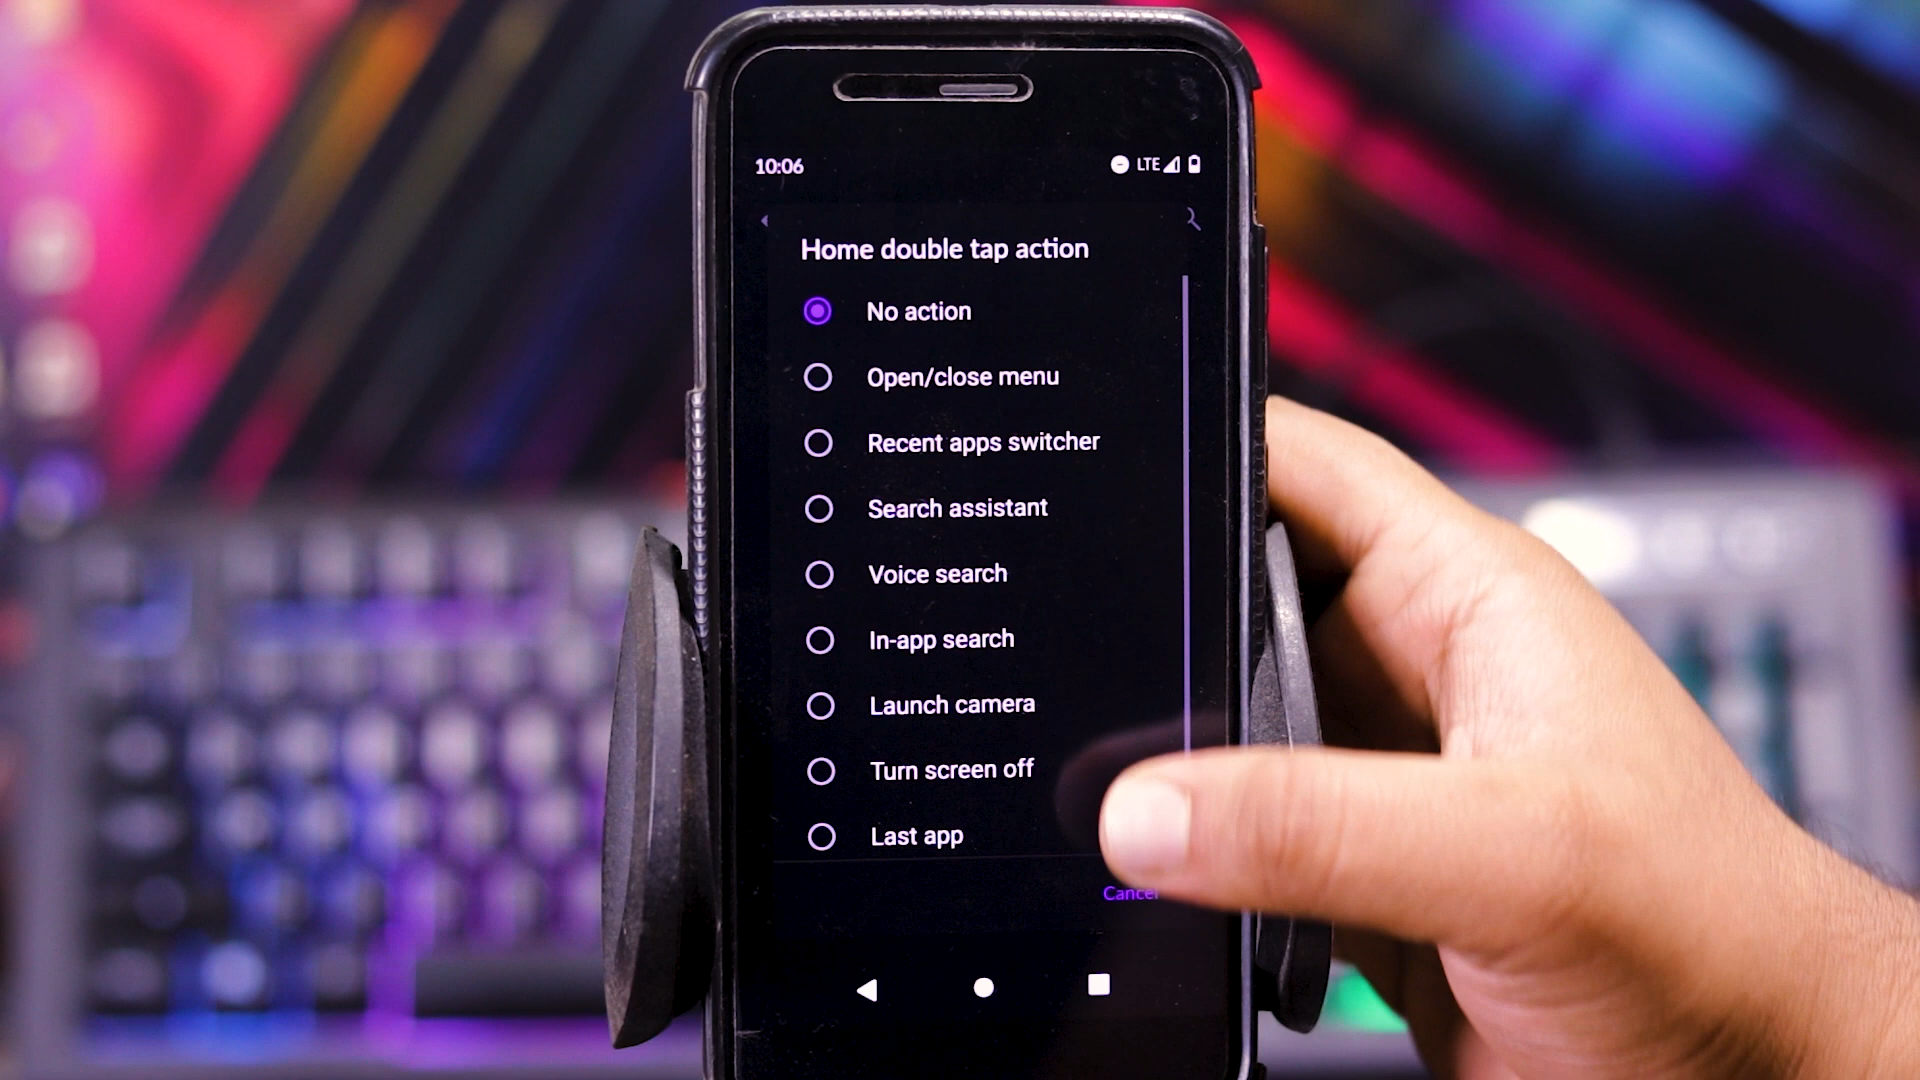 10:06 LTE
Home double tap action
No action
Open/close menu
Recent apps switcher
Search assistant
Voice search
In-app search
Launch camera
Turn screen off
Last app
Cancel